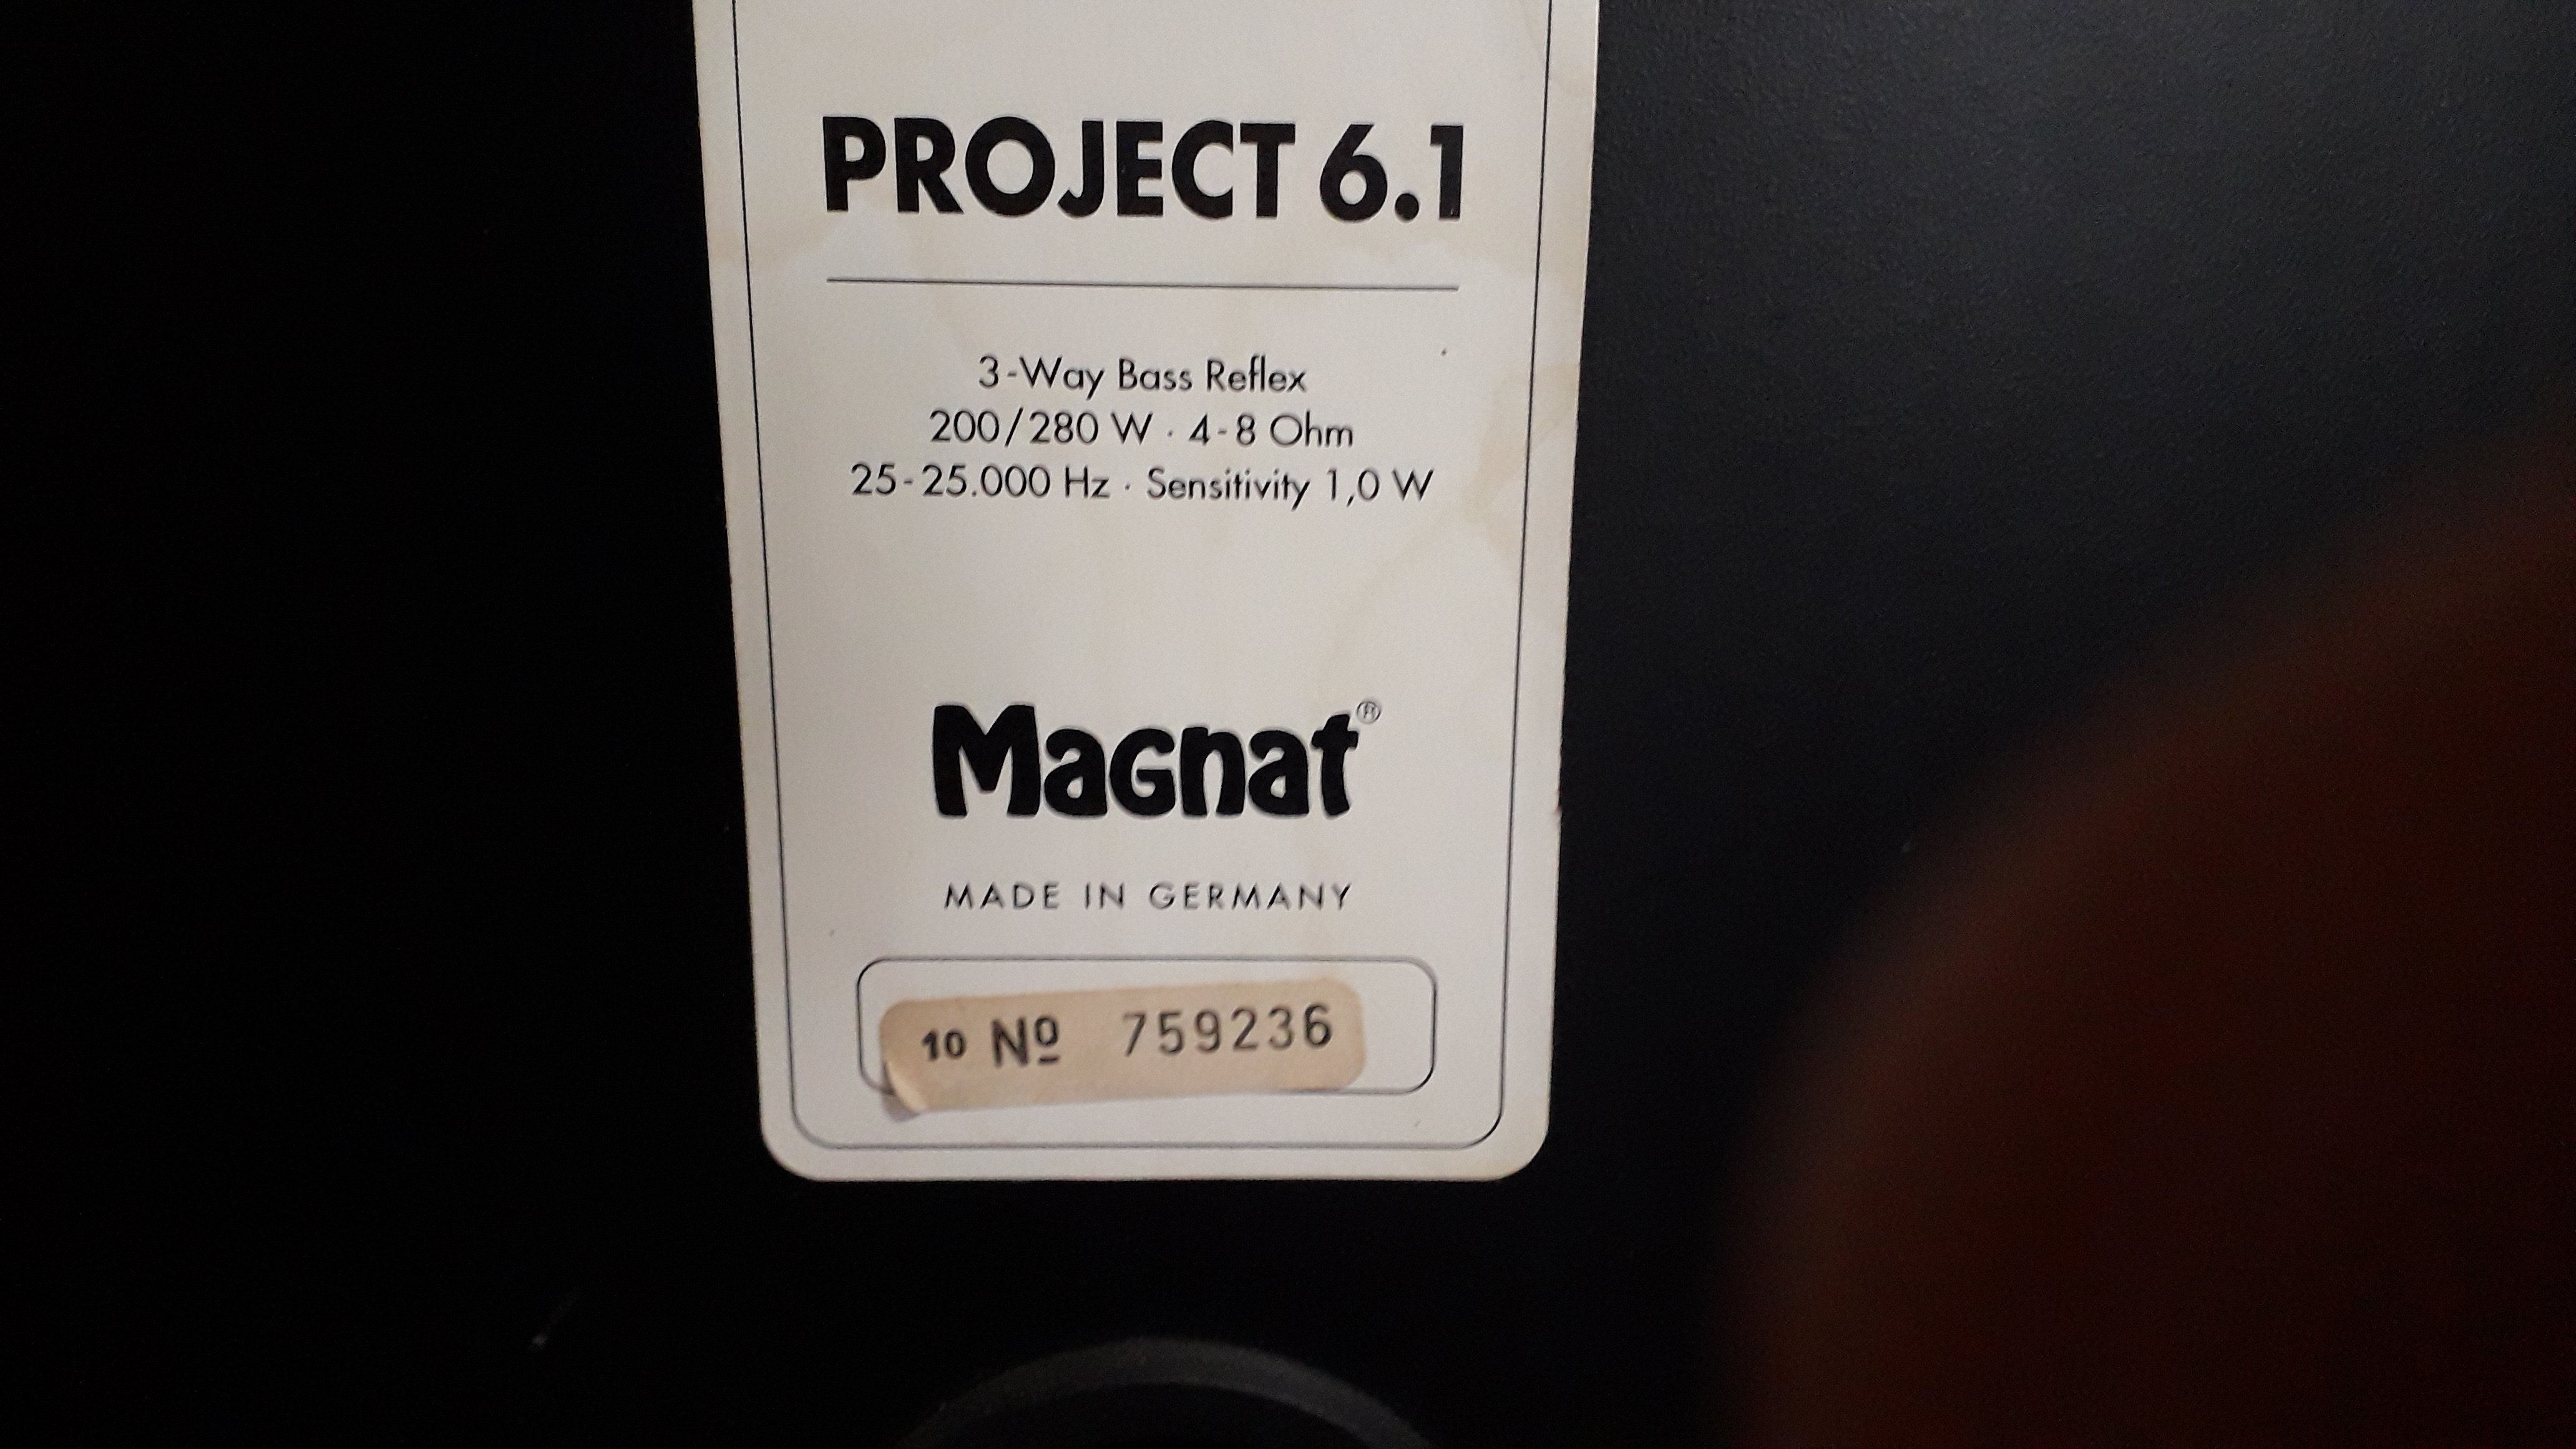 PROJECT 6.1
3-Way Bass Reflex
200/280 W · 4-8 Ohm
25-25.000 Hz · Sensitivity 1,0 W
Magnat®
MADE IN GERMANY
10 Nº 759236